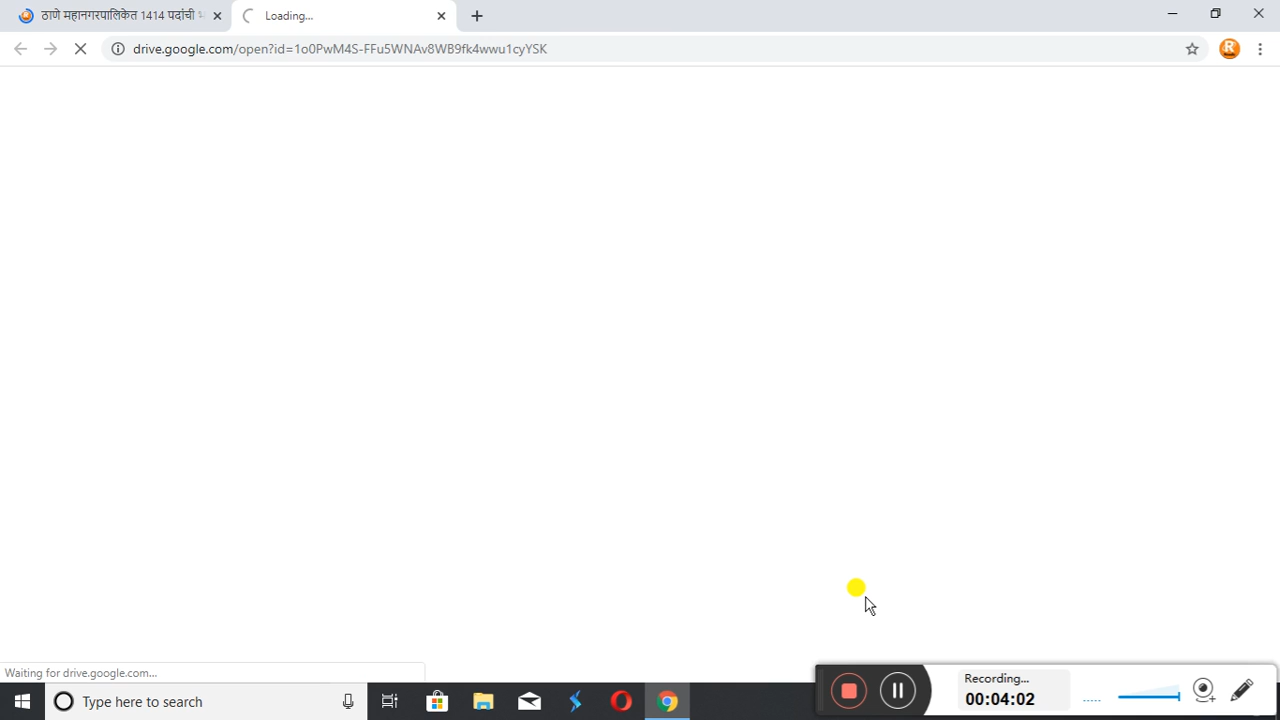 ठाणे महानगरपालिकेत 1414 पदांची
Loading...
drive.google.com/open?id=1o0PwM4S-FFu5WNAv8WB9fk4wwu1cyYSK
R
Waiting for drive.google.com...
Type here to search
Recording...
00:04:02